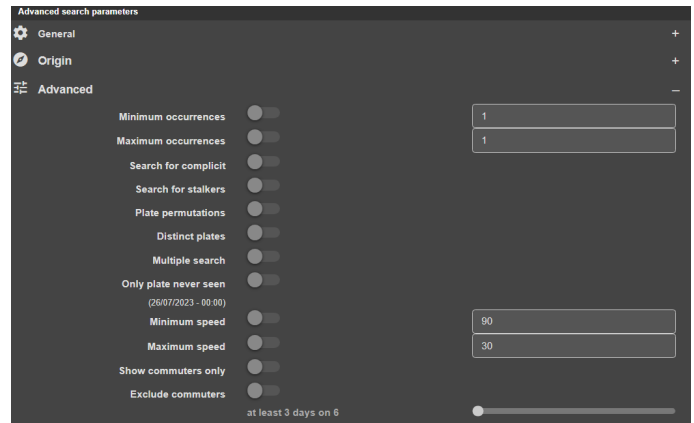 Advanced search parameters
General +
Origin +
Advanced –
Minimum occurrences 1
Maximum occurrences 1
Search for complicit
Search for stalkers
Plate permutations
Distinct plates
Multiple search
Only plate never seen
(26/07/2023 - 00:00)
Minimum speed 90
Maximum speed 30
Show commuters only
Exclude commuters
at least 3 days on 6